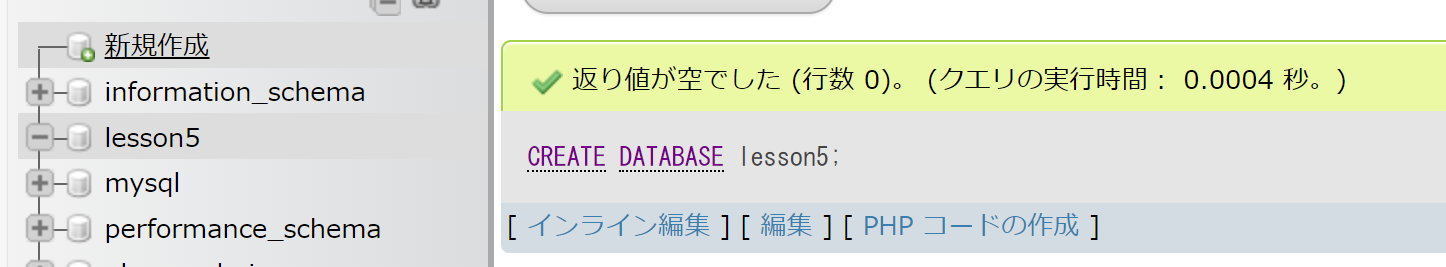 新規作成
information_schema
lesson5
mysql
performance_schema
返り値が空でした (行数 0)。 (クエリの実行時間： 0.0004 秒。)
CREATE DATABASE lesson5;
[ インライン編集 ] [ 編集 ] [ PHP コードの作成 ]